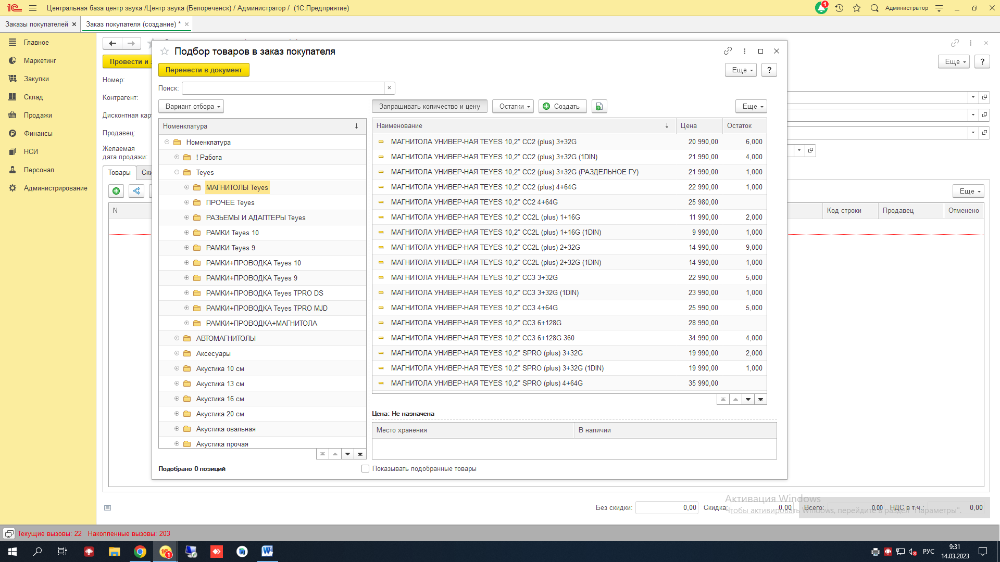 Центральная база центр звука /Центр звука (Белореченск) / Администратор / (1С:Предприятие)
1
Администратор
Заказы покупателей
Заказ покупателя (создание) *
Главное
Маркетинг
Закупки
Склад
Продажи
Финансы
НСИ
Персонал
Администрирование
Провести и з
Еще
?
Номер:
Контрагент:
Дисконтная кар
Продавец:
Желаемая
дата продажи:
Товары
Ски
Еще
N
Код строки
Продавец
Отменено
Подбор товаров в заказ покупателя
Перенести в документ
Еще
?
Поиск:
Вариант отбора
Запрашивать количество и цену
Остатки
Создать
Еще
Номенклатура
Номенклатура
! Работа
Teyes
МАГНИТОЛЫ Teyes
ПРОЧЕЕ Teyes
РАЗЬЕМЫ И АДАПТЕРЫ Teyes
РАМКИ Teyes 10
РАМКИ Teyes 9
РАМКИ+ПРОВОДКА Teyes 10
РАМКИ+ПРОВОДКА Teyes 9
РАМКИ+ПРОВОДКА Teyes TPRO DS
РАМКИ+ПРОВОДКА Teyes TPRO MJD
РАМКИ+ПРОВОДКА+МАГНИТОЛА
АВТОМАГНИТОЛЫ
Аксесуары
Акустика 10 см
Акустика 13 см
Акустика 16 см
Акустика 20 см
Акустика овальная
Акустика прочая
Наименование Цена Остаток
МАГНИТОЛА УНИВЕР-НАЯ TEYES 10,2" CC2 (plus) 3+32G 20 990,00 6,000
МАГНИТОЛА УНИВЕР-НАЯ TEYES 10,2" CC2 (plus) 3+32G (1DIN) 21 990,00 4,000
МАГНИТОЛА УНИВЕР-НАЯ TEYES 10,2" CC2 (plus) 3+32G (РАЗДЕЛЬНОЕ ГУ) 21 990,00 1,000
МАГНИТОЛА УНИВЕР-НАЯ TEYES 10,2" CC2 (plus) 4+64G 22 990,00 1,000
МАГНИТОЛА УНИВЕР-НАЯ TEYES 10,2" CC2 4+64G 25 980,00
МАГНИТОЛА УНИВЕР-НАЯ TEYES 10,2" CC2L (plus) 1+16G 11 990,00 2,000
МАГНИТОЛА УНИВЕР-НАЯ TEYES 10,2" CC2L (plus) 1+16G (1DIN) 9 990,00 1,000
МАГНИТОЛА УНИВЕР-НАЯ TEYES 10,2" CC2L (plus) 2+32G 14 990,00 9,000
МАГНИТОЛА УНИВЕР-НАЯ TEYES 10,2" CC2L (plus) 2+32G (1DIN) 14 990,00 1,000
МАГНИТОЛА УНИВЕР-НАЯ TEYES 10,2" CC3 3+32G 22 990,00 5,000
МАГНИТОЛА УНИВЕР-НАЯ TEYES 10,2" CC3 3+32G (1DIN) 23 990,00 1,000
МАГНИТОЛА УНИВЕР-НАЯ TEYES 10,2" CC3 4+64G 25 990,00 5,000
МАГНИТОЛА УНИВЕР-НАЯ TEYES 10,2" CC3 6+128G 28 990,00
МАГНИТОЛА УНИВЕР-НАЯ TEYES 10,2" CC3 6+128G 360 34 990,00 4,000
МАГНИТОЛА УНИВЕР-НАЯ TEYES 10,2" SPRO (plus) 3+32G 19 990,00 2,000
МАГНИТОЛА УНИВЕР-НАЯ TEYES 10,2" SPRO (plus) 3+32G (1DIN) 19 990,00 1,000
МАГНИТОЛА УНИВЕР-НАЯ TEYES 10,2" SPRO (plus) 4+64G 35 990,00
Цена: Не назначена
Место хранения В наличии
Подобрано 0 позиций
Показывать подобранные товары
Без скидки: 0,00 Скидка: 0,00 Всего: 0,00 НДС в т.ч.: 0,00
Активация Windows
Чтобы активировать Windows, перейдите в раздел "Параметры".
Текущие вызовы: 22 Накопленные вызовы: 203
РУС
9:31
14.03.2023